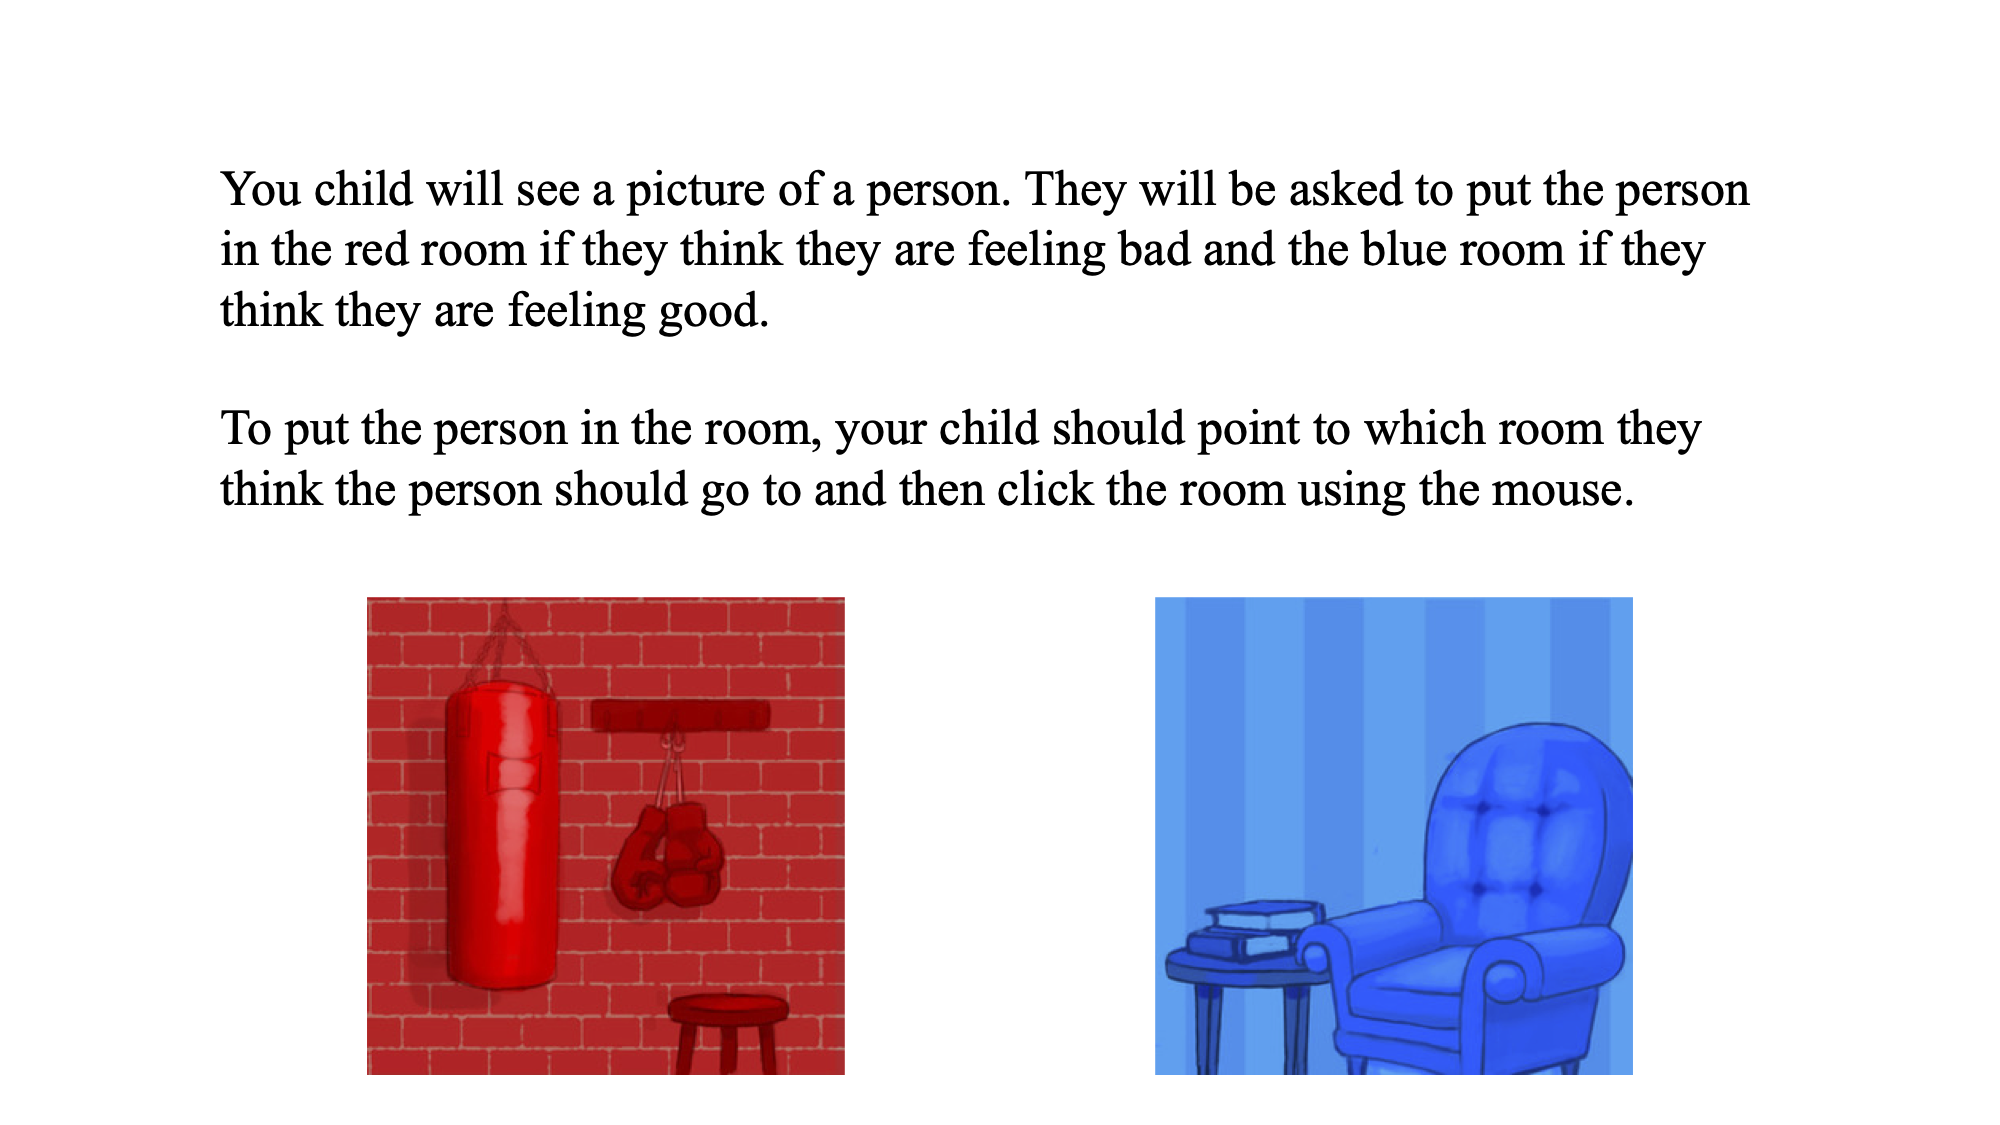 You child will see a picture of a person. They will be asked to put the person
in the red room if they think they are feeling bad and the blue room if they
think they are feeling good.
To put the person in the room, your child should point to which room they
think the person should go to and then click the room using the mouse.